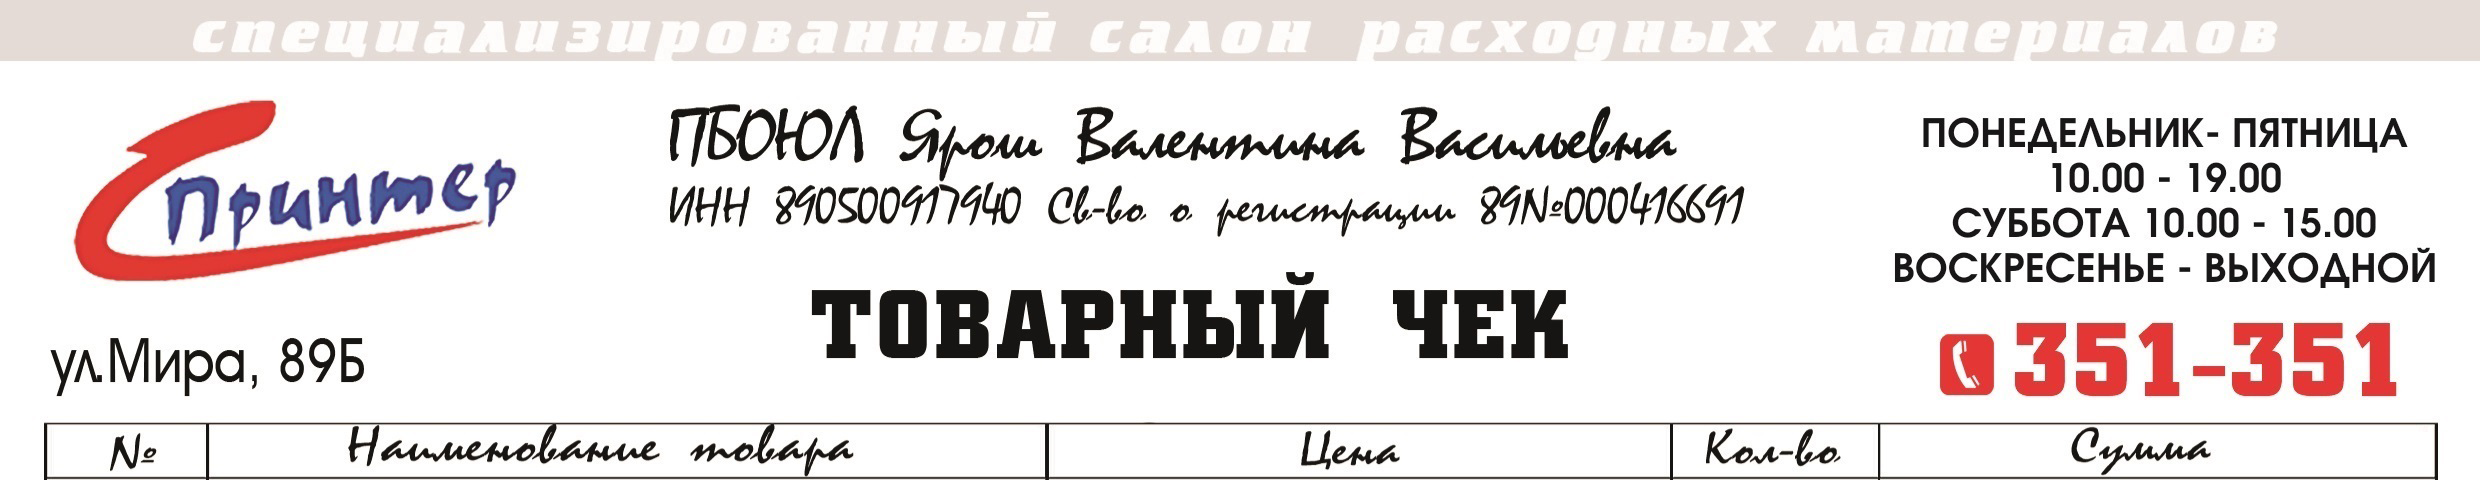 специализированный салон расходных материалов
Принтер
ул.Мира, 89Б
ПБОЮЛ Ярош Валентина Васильевна
ИНН 890500917940 Св-во о регистрации 89№000416691
ТОВАРНЫЙ ЧЕК
ПОНЕДЕЛЬНИК- ПЯТНИЦА
10.00 - 19.00
СУББОТА 10.00 - 15.00
ВОСКРЕСЕНЬЕ - ВЫХОДНОЙ
351-351
№ Наименование товара Цена Кол-во Сумма